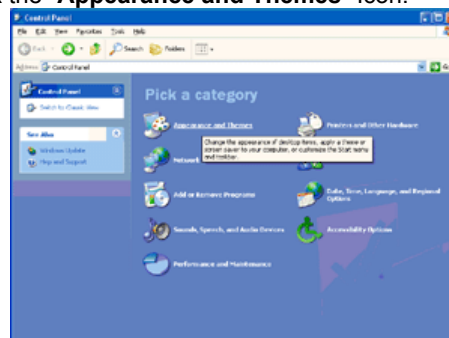 the "Appearance and Themes" icon.
Control Panel
File Edit View Favorites Tools Help
Back Search Folders
Address Control Panel Go
Control Panel
Switch to Classic View
See Also
Windows Update
Help and Support
Pick a category
Appearance and Themes
Printers and Other Hardware
Change the appearance of desktop items, apply a theme or
screen saver to your computer, or customize the Start menu
and taskbar.
Network
Add or Remove Programs
Date, Time, Language, and Regional
Options
Sounds, Speech, and Audio Devices
Accessibility Options
Performance and Maintenance